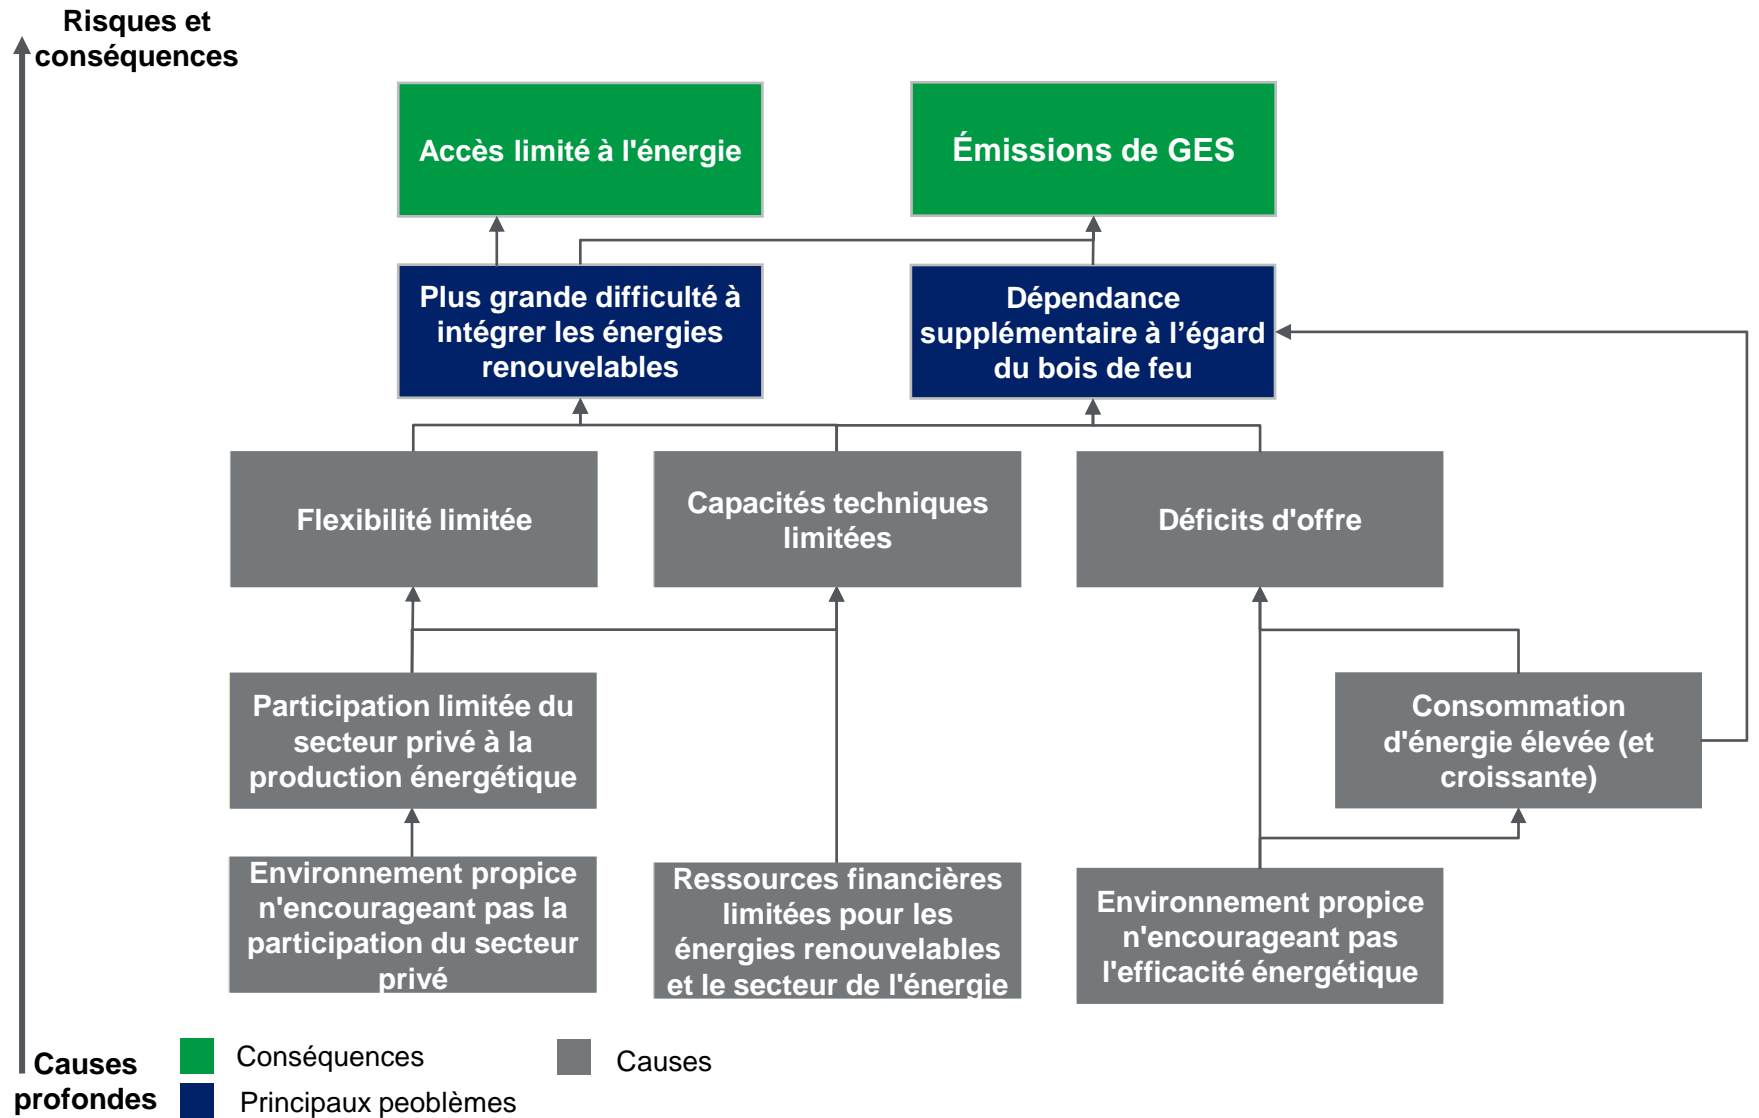 Risques et
conséquences
Accès limité à l'énergie
Émissions de GES
Plus grande difficulté à
intégrer les énergies
renouvelables
Dépendance
supplémentaire à l’égard
du bois de feu
Flexibilité limitée
Capacités techniques
limitées
Déficits d'offre
Participation limitée du
secteur privé à la
production énergétique
Consommation
d'énergie élevée (et
croissante)
Environnement propice
n'encourageant pas la
participation du secteur
privé
Ressources financières
limitées pour les
énergies renouvelables
et le secteur de l'énergie
Environnement propice
n'encourageant pas
l'efficacité énergétique
Causes
profondes
Conséquences
Causes
Principaux peoblèmes